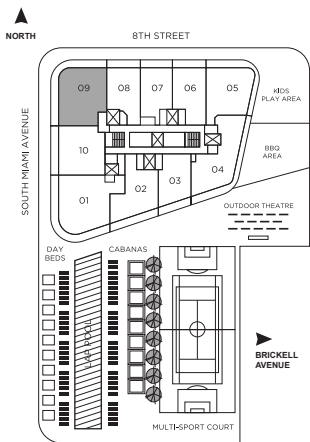 NORTH
8TH STREET
SOUTH MIAMI AVENUE
09
08
07
06
05
KIDS
PLAY AREA
10
BBQ
AREA
04
03
02
01
OUTDOOR THEATRE
DAY
BEDS
CABANAS
LAP POOL
BRICKELL
AVENUE
MULTI-SPORT COURT